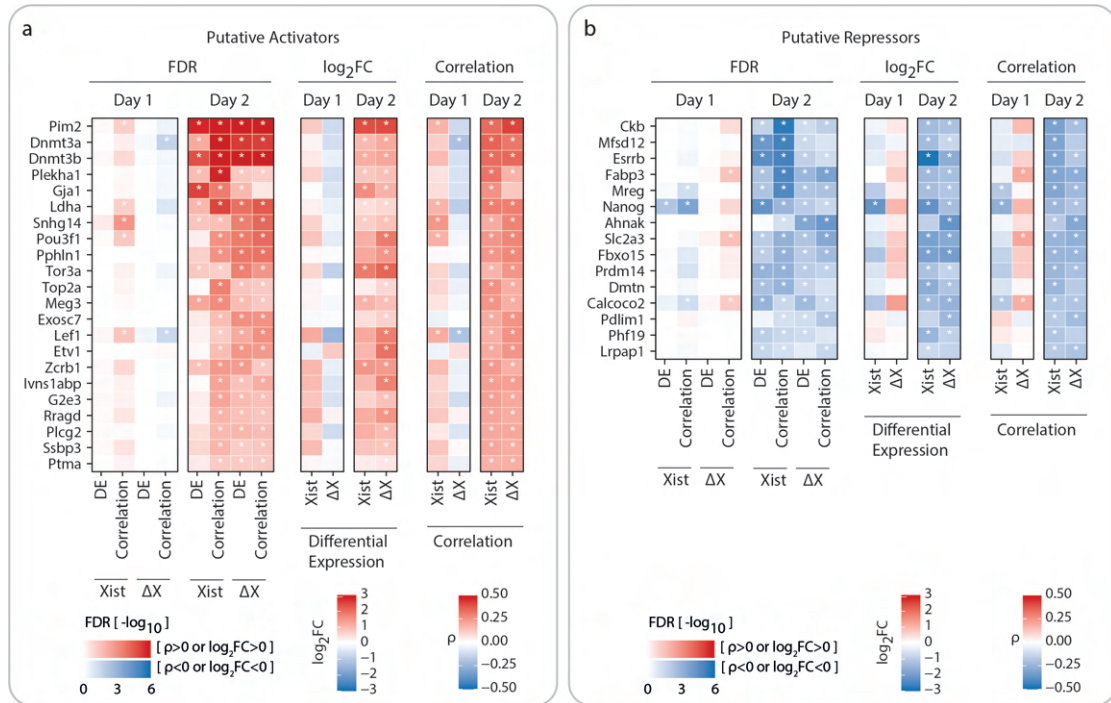 a
Putative Activators
FDR
log2FC
Correlation
Day 1
Day 2
Day 1
Day 2
Day 1
Day 2
Pim2
Dnmt3a
Dnmt3b
Plekha1
Gja1
Ldha
Snhg14
Pou3f1
Pphln1
Tor3a
Top2a
Meg3
Exosc7
Lef1
Etv1
Zcrb1
Ivns1abp
G2e3
Rragd
Plcg2
Ssbp3
Ptma
DE
Correlation
DE
Correlation
DE
Correlation
DE
Correlation
Xist
ΔX
Xist
ΔX
Xist
ΔX
Xist
ΔX
Xist
ΔX
Xist
ΔX
Differential
Expression
Correlation
FDR [ -log10 ]
[ ρ>0 or log2FC>0 ]
[ ρ<0 or log2FC<0 ]
0 3 6
log2FC
3
2
1
0
−1
−2
−3
ρ
0.50
0.25
0.00
−0.25
−0.50
b
Putative Repressors
FDR
log2FC
Correlation
Day 1
Day 2
Day 1
Day 2
Day 1
Day 2
Ckb
Mfsd12
Esrrb
Fabp3
Mreg
Nanog
Ahnak
Slc2a3
Fbxo15
Prdm14
Dmtn
Calcoco2
Pdlim1
Phf19
Lrpap1
DE
Correlation
DE
Correlation
DE
Correlation
DE
Correlation
Xist
ΔX
Xist
ΔX
Xist
ΔX
Xist
ΔX
Xist
ΔX
Xist
ΔX
Differential
Expression
Correlation
FDR [ -log10 ]
[ ρ>0 or log2FC>0 ]
[ ρ<0 or log2FC<0 ]
0 3 6
log2FC
3
2
1
0
−1
−2
−3
ρ
0.50
0.25
0.00
−0.25
−0.50